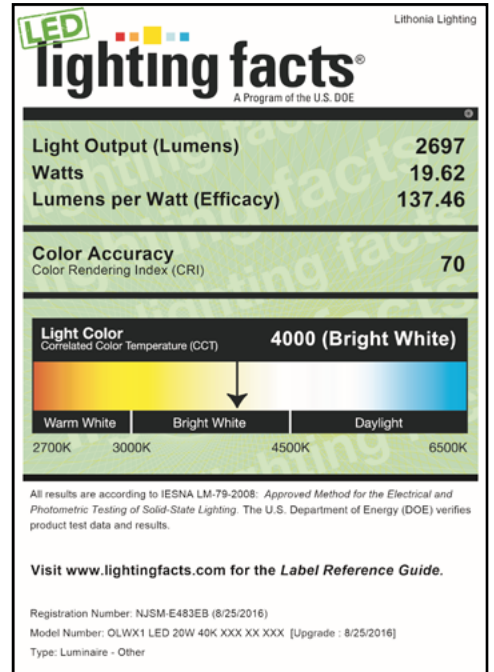 Lithonia Lighting
LED
lighting facts®
A Program of the U.S. DOE
Light Output (Lumens) 2697
Watts 19.62
Lumens per Watt (Efficacy) 137.46
Color Accuracy
Color Rendering Index (CRI) 70
Light Color
Correlated Color Temperature (CCT) 4000 (Bright White)
Warm White Bright White Daylight
2700K 3000K 4500K 6500K
All results are according to IESNA LM-79-2008: Approved Method for the Electrical and
Photometric Testing of Solid-State Lighting. The U.S. Department of Energy (DOE) verifies
product test data and results.
Visit www.lightingfacts.com for the Label Reference Guide.
Registration Number: NJSM-E483EB (8/25/2016)
Model Number: OLWX1 LED 20W 40K XXX XX XXX [Upgrade : 8/25/2016]
Type: Luminaire - Other